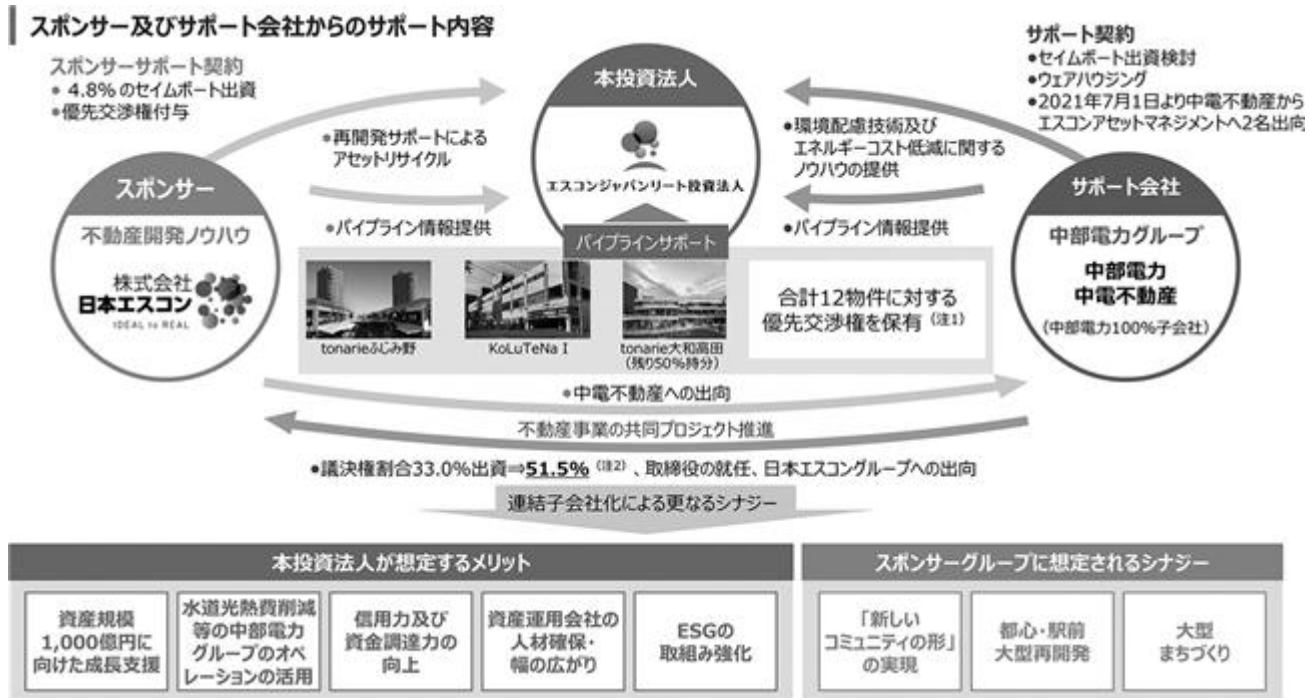 スポンサー及びサポート会社からのサポート内容
スポンサーサポート契約
● 4.8%のセイムボート出資
●優先交渉権付与
サポート契約
●セイムボート出資検討
●ウェアハウジング
●2021年7月1日より中電不動産から
エスコンアセットマネジメントへ2名出向
本投資法人
エスコンジャパンリート投資法人
●再開発サポートによる
アセットリサイクル
●環境配慮技術及び
エネルギーコスト低減に関する
ノウハウの提供
スポンサー
不動産開発ノウハウ
株式会社
日本エスコン
IDEAL to REAL
サポート会社
中部電力グループ
中部電力
中電不動産
(中部電力100%子会社)
●パイプライン情報提供
●パイプライン情報提供
パイプラインサポート
tonarieふじみ野
KoLuTeNa I
tonarie大和高田
(残り50%持分)
合計12物件に対する
優先交渉権を保有 (注1)
●中電不動産への出向
不動産事業の共同プロジェクト推進
●議決権割合33.0%出資⇒51.5% (注2) 、取締役の就任、日本エスコングループへの出向
連結子会社化による更なるシナジー
本投資法人が想定するメリット
資産規模
1,000億円に
向けた成長支援
水道光熱費削減
等の中部電力
グループのオペ
レーションの活用
信用力及び
資金調達力の
向上
資産運用会社の
人材確保・
幅の広がり
ESGの
取組み強化
スポンサーグループに想定されるシナジー
「新しい
コミュニティの形」
の実現
都心・駅前
大型再開発
大型
まちづくり